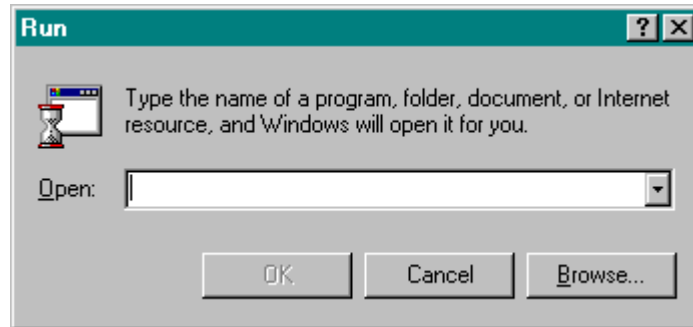 Run
Type the name of a program, folder, document, or Internet
resource, and Windows will open it for you.
Open:
OK Cancel Browse...